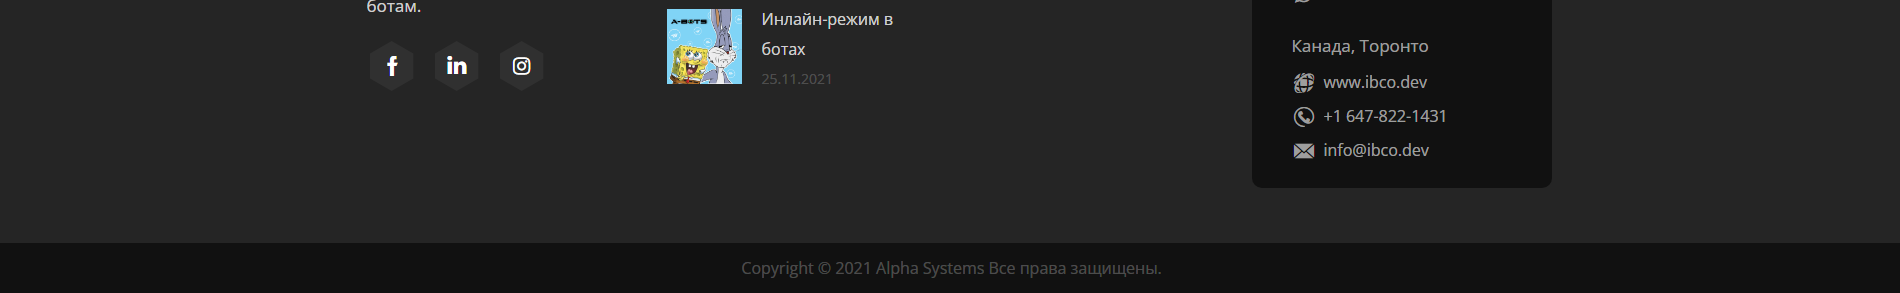 ботам.
A-BOTS
Инлайн-режим в
ботах
25.11.2021
Канада, Торонто
www.ibco.dev
+1 647-822-1431
info@ibco.dev
Copyright © 2021 Alpha Systems Все права защищены.